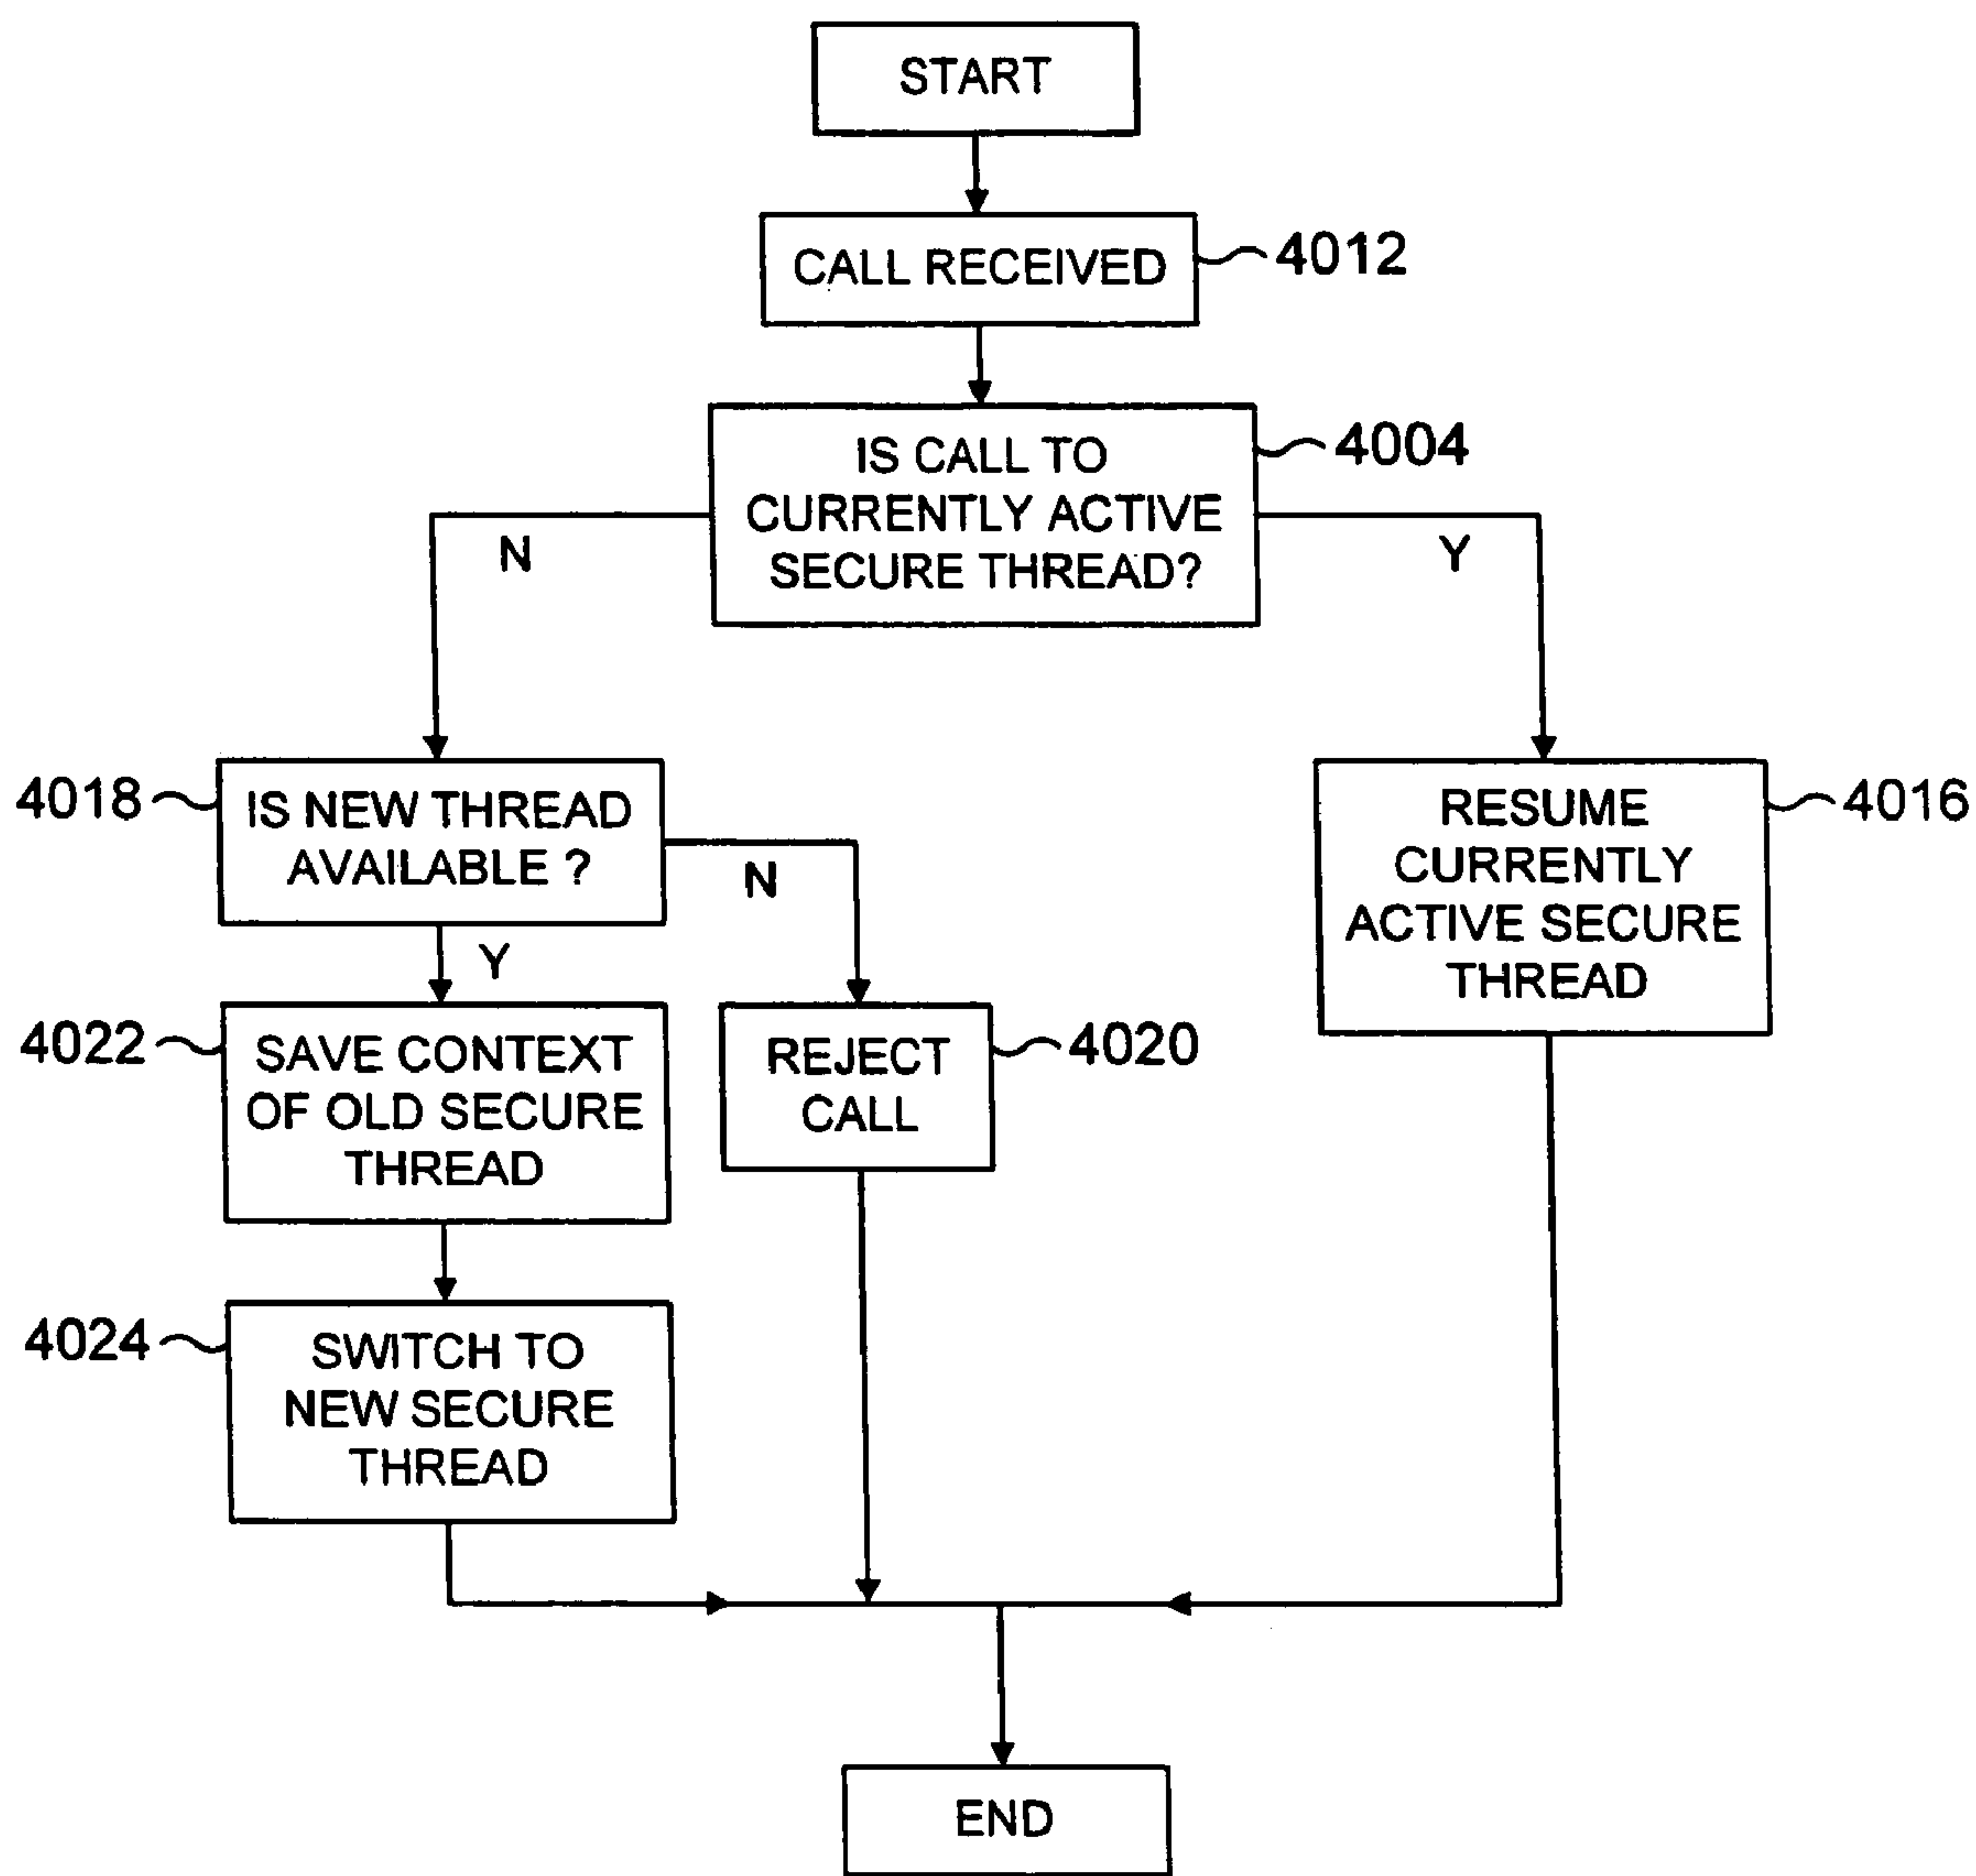 START
CALL RECEIVED
4012
IS CALL TO
CURRENTLY ACTIVE
SECURE THREAD?
4004
N
Y
4018
IS NEW THREAD
AVAILABLE ?
N
Y
RESUME
CURRENTLY
ACTIVE SECURE
THREAD
4016
4022
SAVE CONTEXT
OF OLD SECURE
THREAD
REJECT
CALL
4020
4024
SWITCH TO
NEW SECURE
THREAD
END